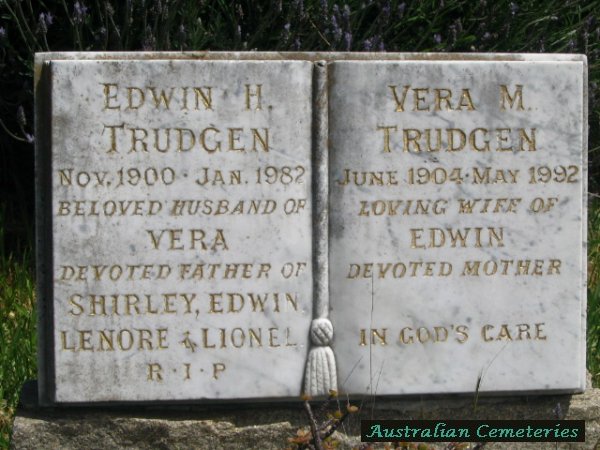 EDWIN H.
TRUDGEN
NOV. 1900 · JAN. 1982
BELOVED HUSBAND OF
VERA
DEVOTED FATHER OF
SHIRLEY, EDWIN,
LENORE & LIONEL
R · I · P
VERA M.
TRUDGEN
JUNE 1904 · MAY 1992
LOVING WIFE OF
EDWIN
DEVOTED MOTHER
IN GOD'S CARE
Australian Cemeteries